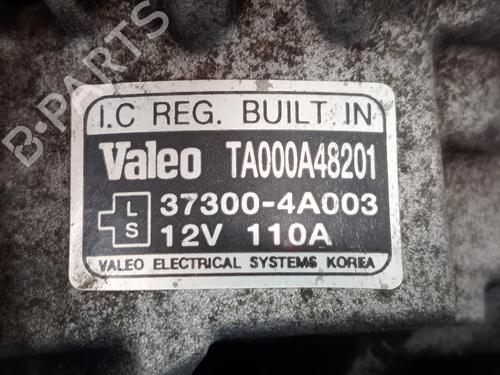 B-PARTS
I.C REG. BUILT IN
Valeo TA000A48201
L
S
37300-4A003
12V 110A
VALEO ELECTRICAL SYSTEMS KOREA